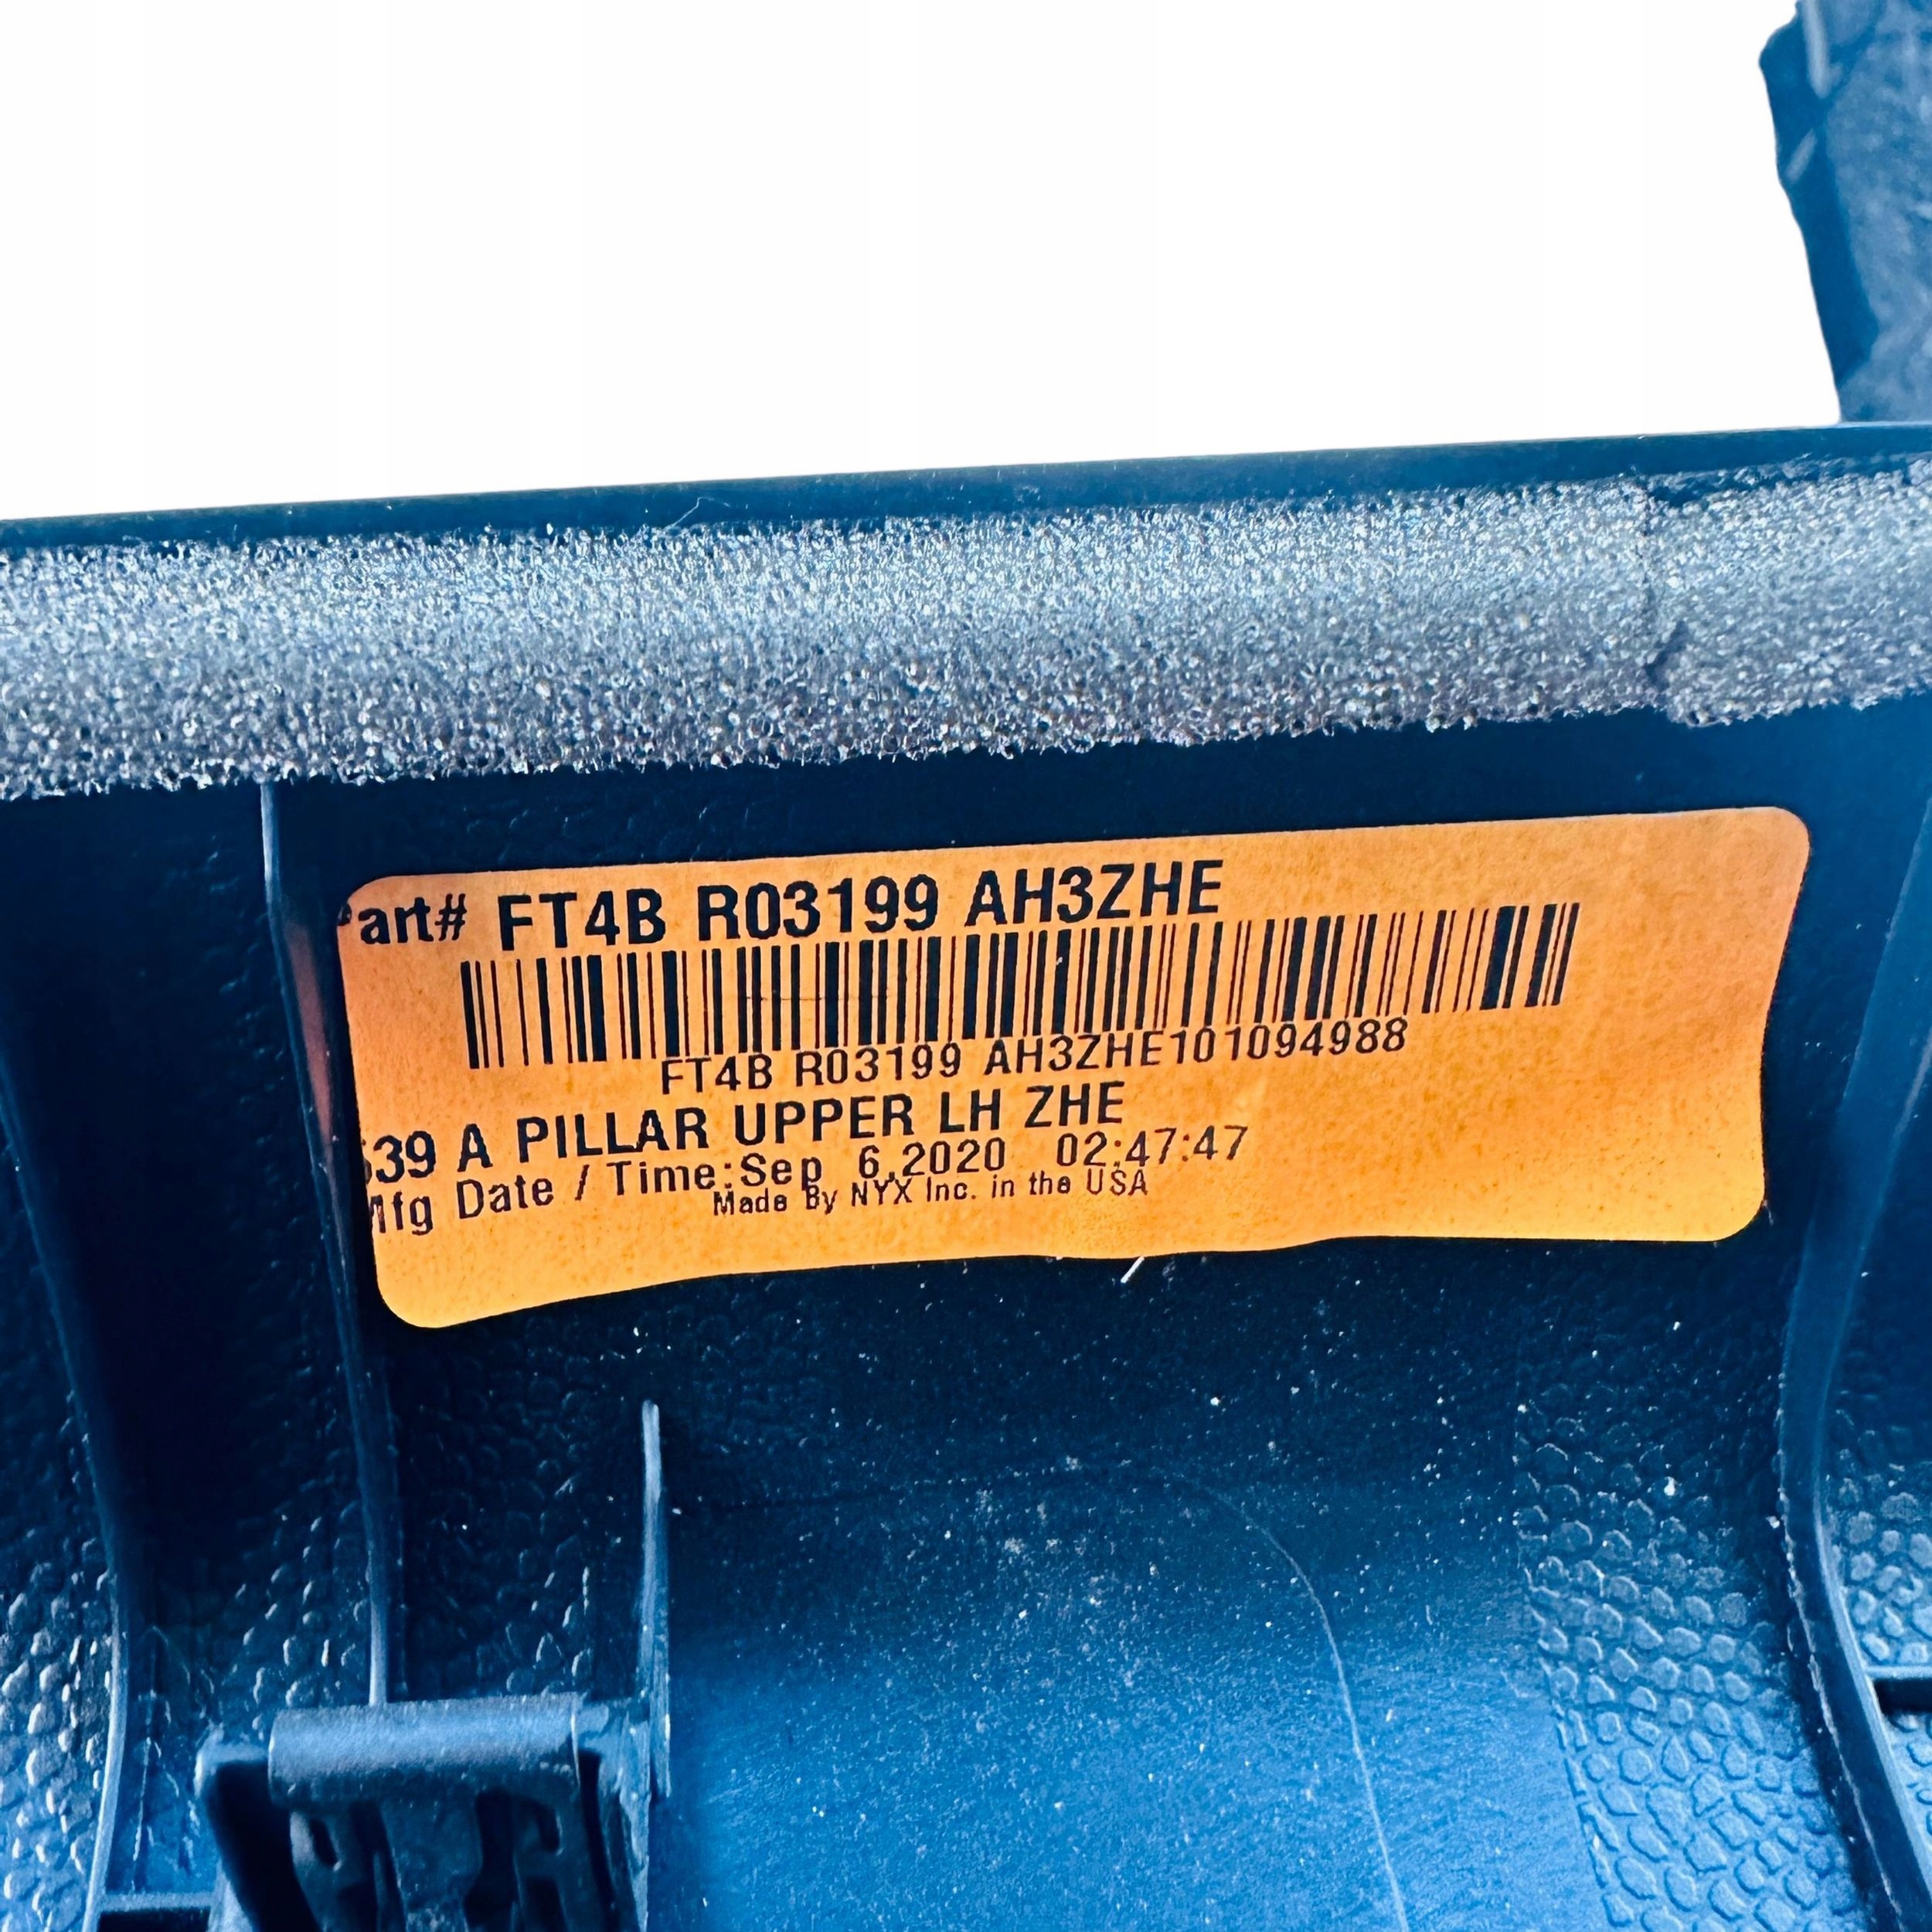 Part# FT4B R03199 AH3ZHE
FT4B R03199 AH3ZHE101094988
539 A PILLAR UPPER LH ZHE
Mfg Date / Time:Sep 6,2020 02:47:47
Made By NYX Inc. in the USA